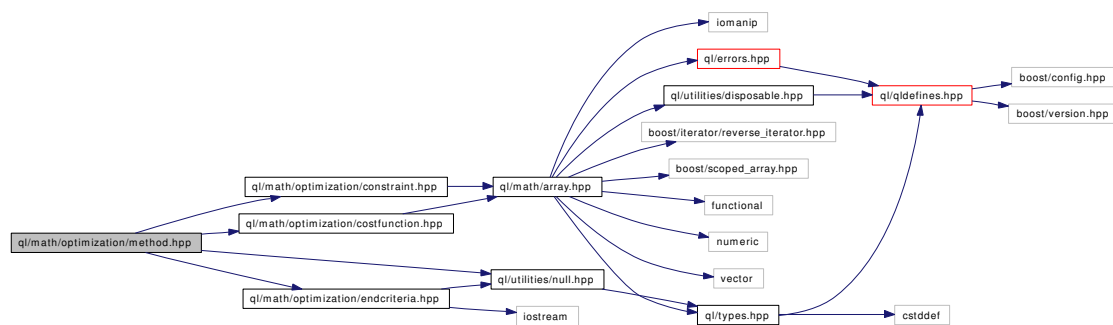 iomanip
ql/errors.hpp
boost/config.hpp
ql/utilities/disposable.hpp
ql/qldefines.hpp
boost/version.hpp
boost/iterator/reverse_iterator.hpp
boost/scoped_array.hpp
ql/math/optimization/constraint.hpp
ql/math/array.hpp
functional
ql/math/optimization/costfunction.hpp
numeric
ql/math/optimization/method.hpp
vector
ql/utilities/null.hpp
ql/math/optimization/endcriteria.hpp
iostream
ql/types.hpp
cstddef